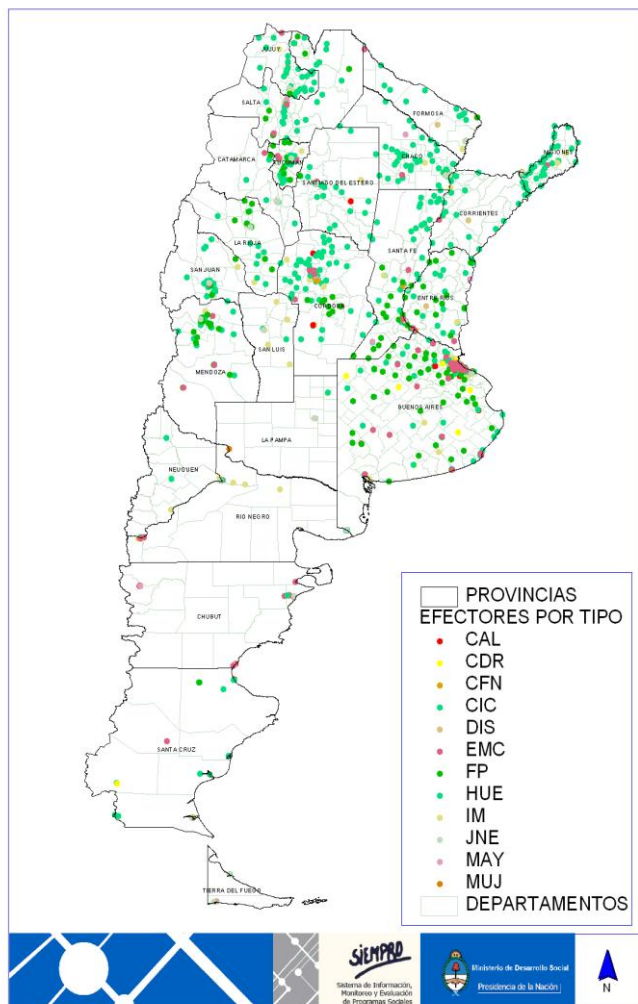 JUJUY
SALTA
FORMOSA
CATAMARCA
TUCUMAN
CHACO
MISIONES
SANTIAGO DEL ESTERO
CORRIENTES
LA RIOJA
SANTA FE
SAN JUAN
ENTRE RIOS
CORDOBA
SAN LUIS
MENDOZA
BUENOS AIRES
LA PAMPA
NEUQUEN
RIO NEGRO
CHUBUT
SANTA CRUZ
TIERRA DEL FUEGO
PROVINCIAS
EFECTORES POR TIPO
CAL
CDR
CFN
CIC
DIS
EMC
FP
HUE
IM
JNE
MAY
MUJ
DEPARTAMENTOS
SIEMPRO
Sistema de Información,
Monitoreo y Evaluación
de Programas Sociales
Ministerio de Desarrollo Social
Presidencia de la Nación
N